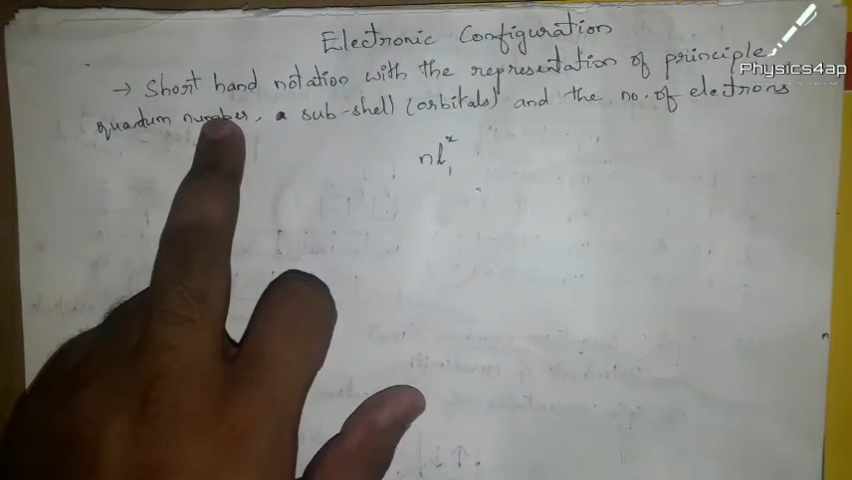 Electronic Configuration
→ Short hand notation with the representation of principle
quantum number, a sub-shell (orbitals) and the no. of electrons
nl^x
Physics4ap